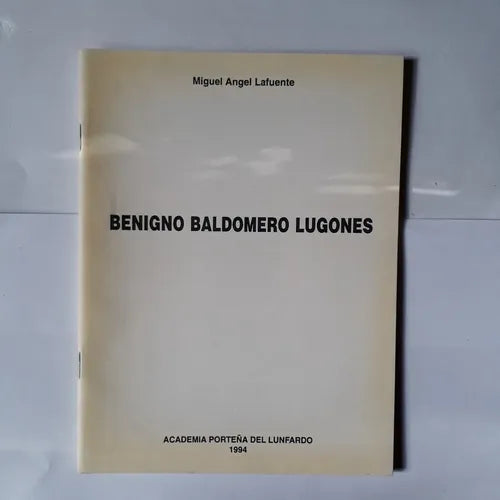 Miguel Angel Lafuente
BENIGNO BALDOMERO LUGONES
ACADEMIA PORTEÑA DEL LUNFARDO
1994